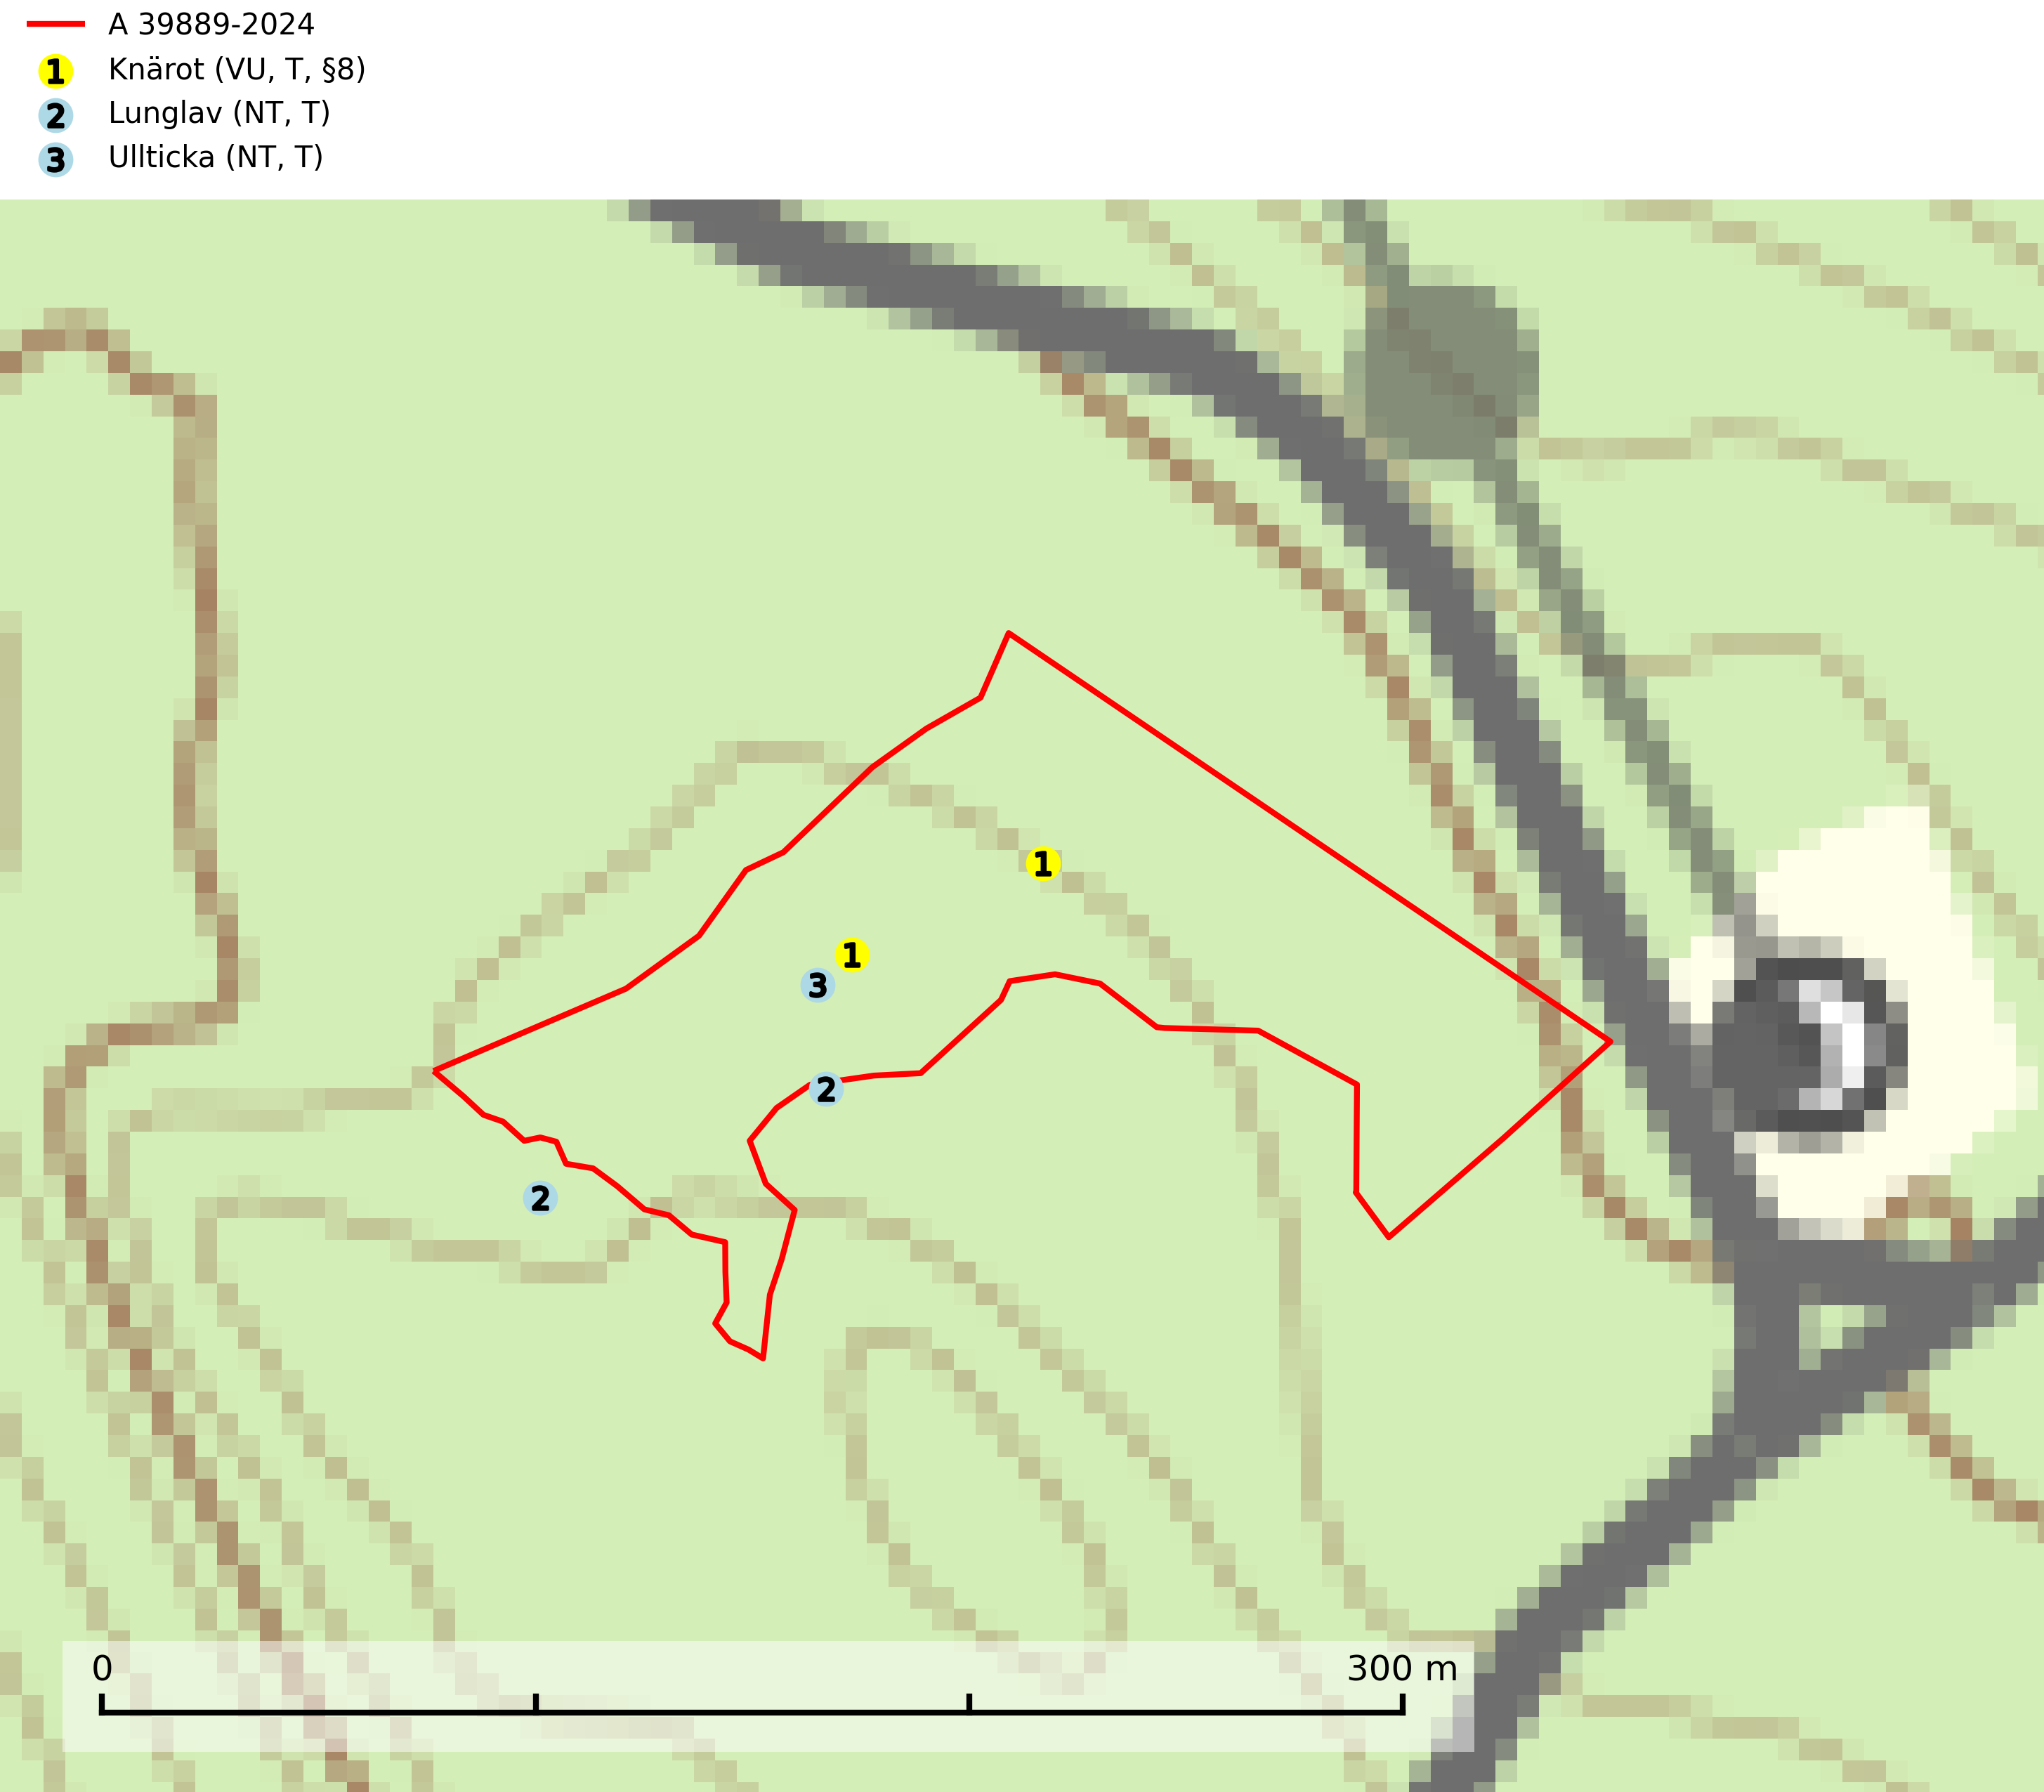 A 39889-2024
1 Knärot (VU, T, §8)
2 Lunglav (NT, T)
3 Ullticka (NT, T)
1
1
3
2
2
0 300 m